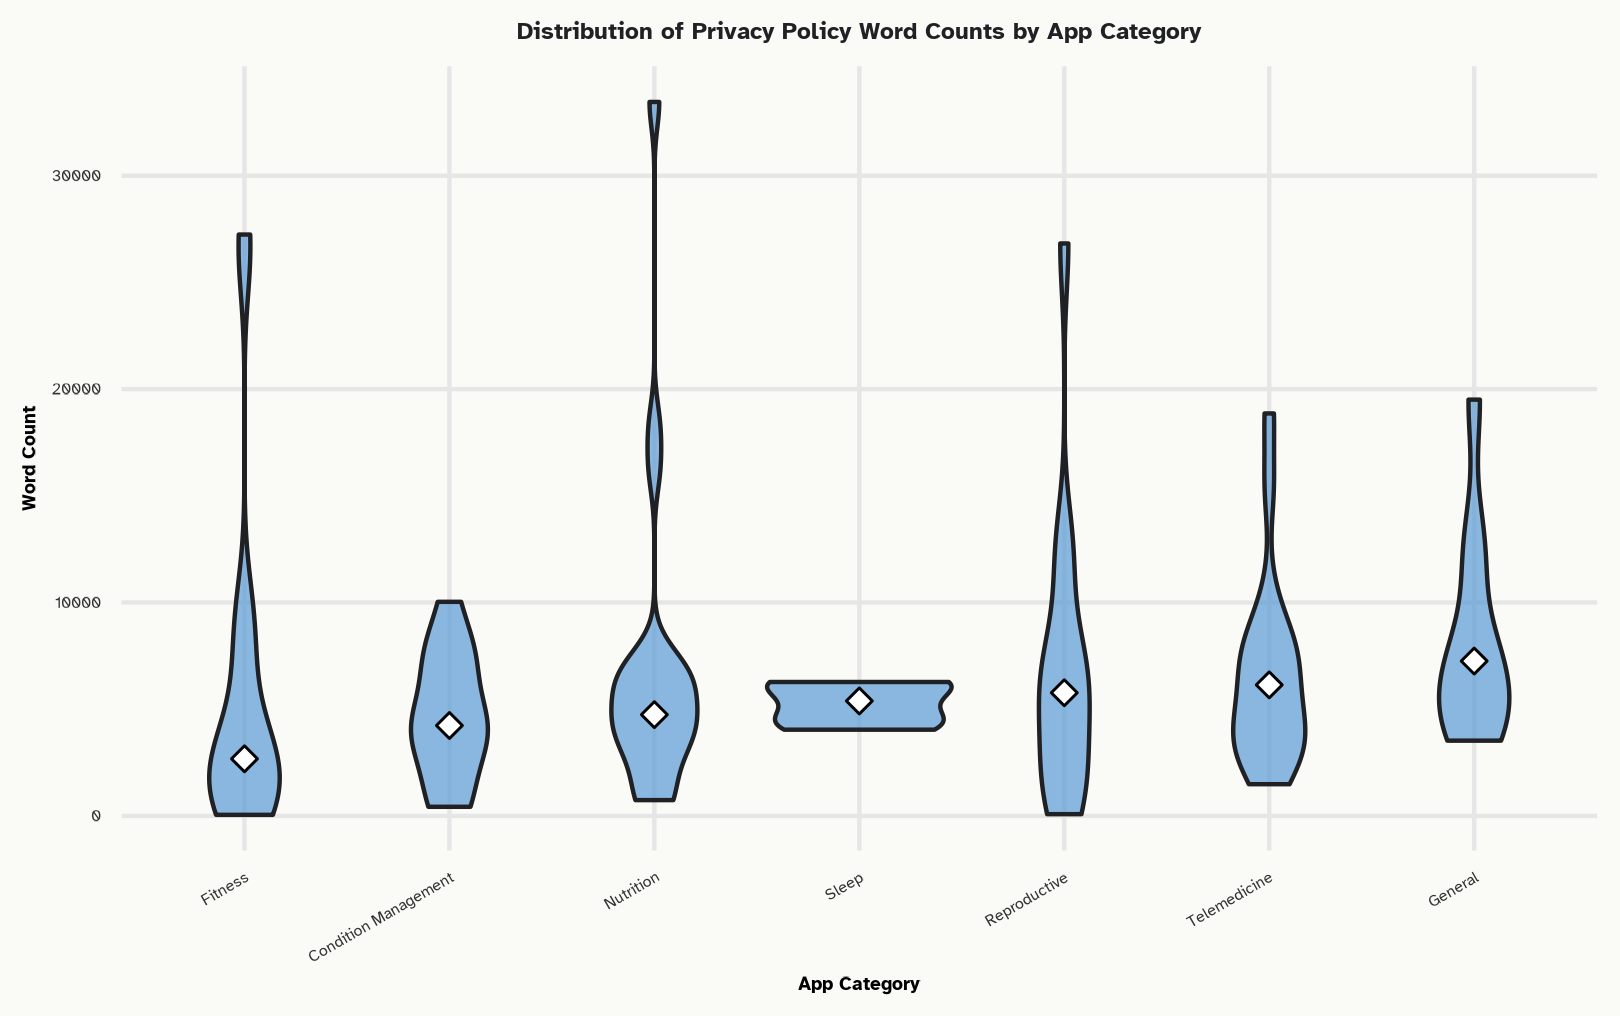 Distribution of Privacy Policy Word Counts by App Category
30000
20000
10000
0
Word Count
Fitness
Condition Management
Nutrition
Sleep
Reproductive
Telemedicine
General
App Category